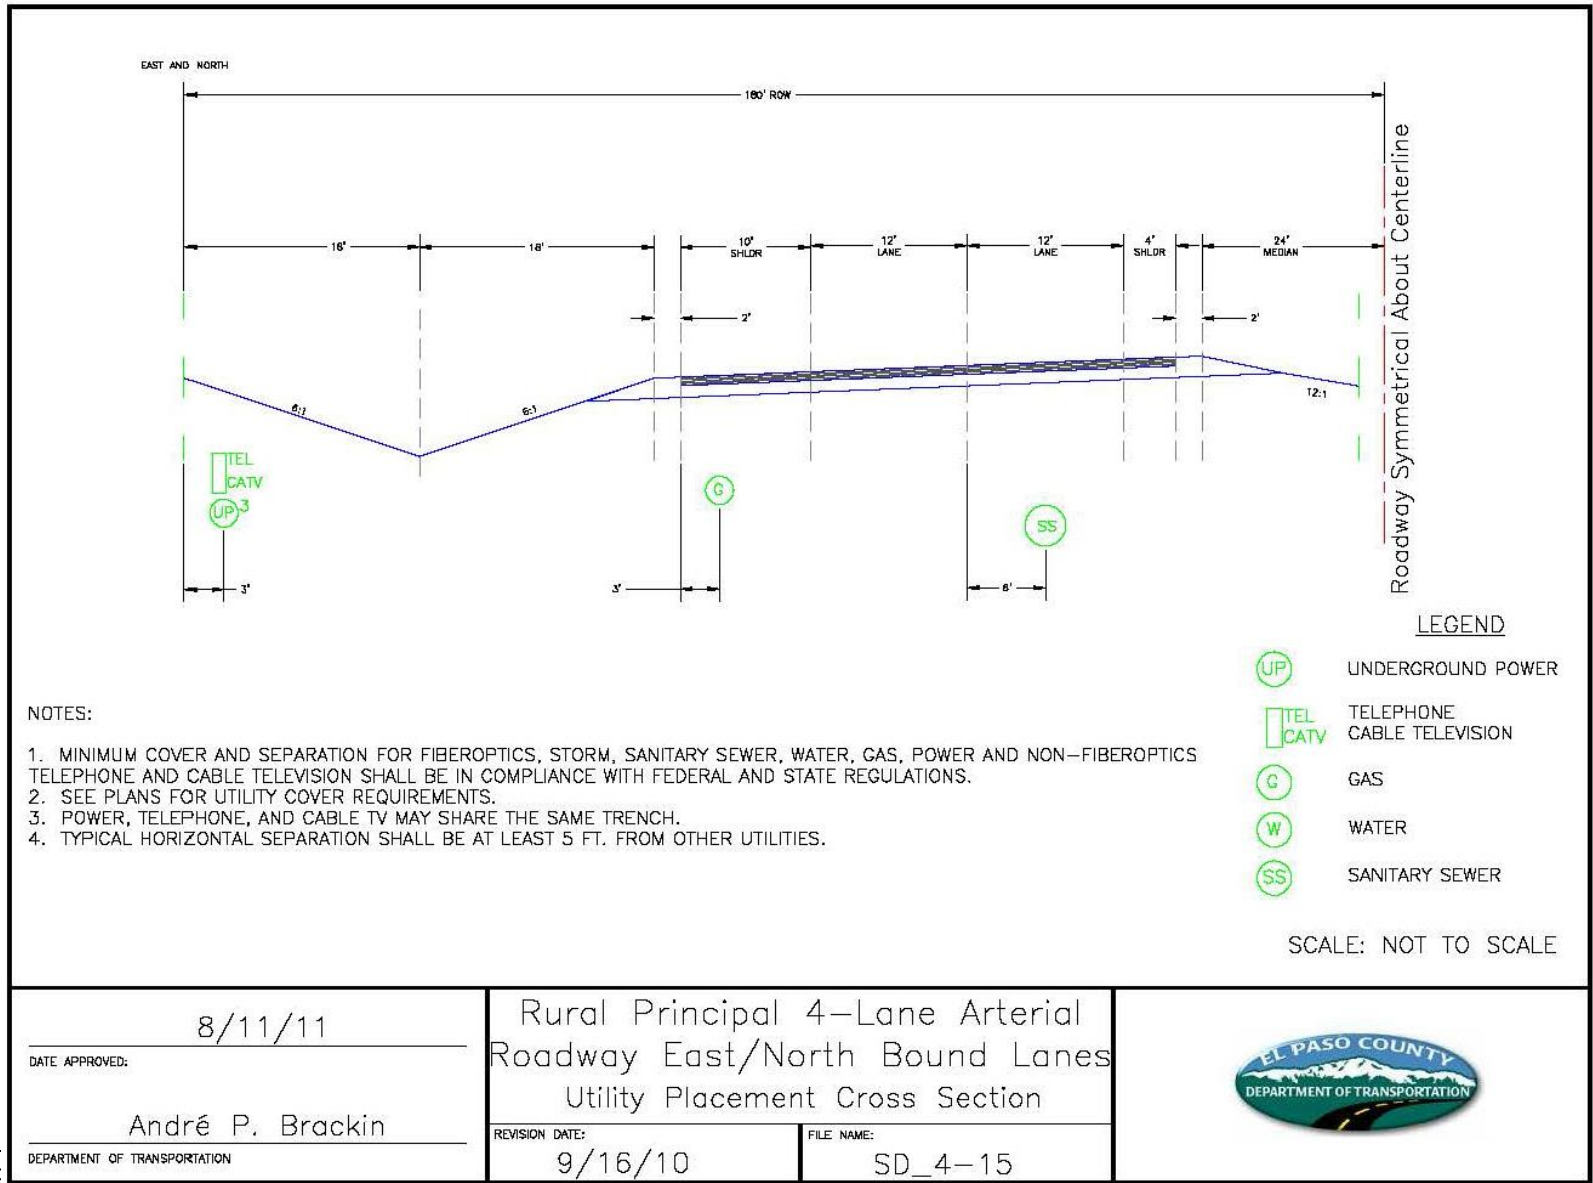 EAST AND NORTH
180' ROW
16'
18'
10'
SHLDR
12'
LANE
12'
LANE
4'
SHLDR
24'
MEDIAN
2'
2'
6:1
6:1
12:1
Roadway Symmetrical About Centerline
TEL
CATV
UP 3
G
SS
3'
3'
6'
LEGEND
UP UNDERGROUND POWER
TEL TELEPHONE
CATV CABLE TELEVISION
G GAS
W WATER
SS SANITARY SEWER
SCALE: NOT TO SCALE
NOTES:
1. MINIMUM COVER AND SEPARATION FOR FIBEROPTICS, STORM, SANITARY SEWER, WATER, GAS, POWER AND NON-FIBEROPTICS
TELEPHONE AND CABLE TELEVISION SHALL BE IN COMPLIANCE WITH FEDERAL AND STATE REGULATIONS.
2. SEE PLANS FOR UTILITY COVER REQUIREMENTS.
3. POWER, TELEPHONE, AND CABLE TV MAY SHARE THE SAME TRENCH.
4. TYPICAL HORIZONTAL SEPARATION SHALL BE AT LEAST 5 FT. FROM OTHER UTILITIES.
8/11/11
DATE APPROVED:
André P. Brackin
DEPARTMENT OF TRANSPORTATION
Rural Principal 4-Lane Arterial
Roadway East/North Bound Lanes
Utility Placement Cross Section
REVISION DATE:
9/16/10
FILE NAME:
SD_4-15
EL PASO COUNTY
DEPARTMENT OF TRANSPORTATION